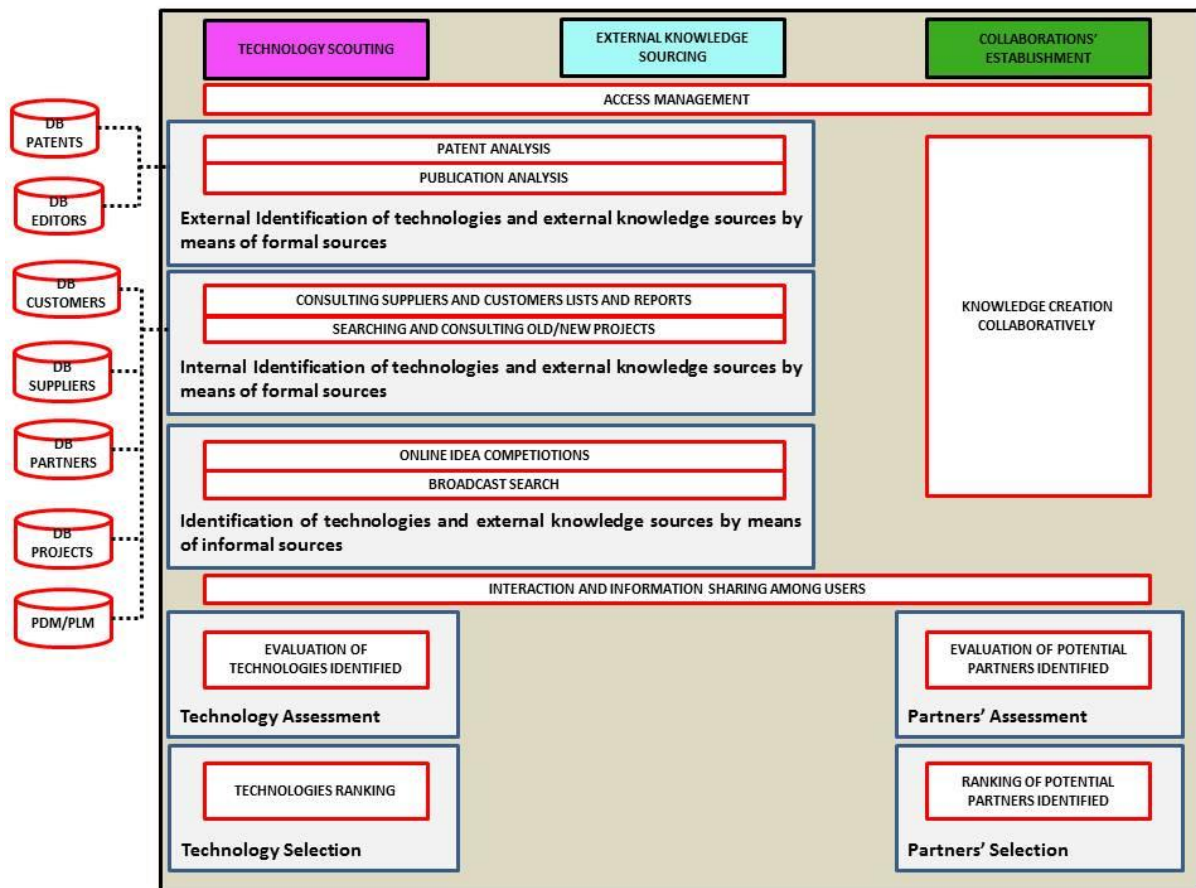 TECHNOLOGY SCOUTING
EXTERNAL KNOWLEDGE
SOURCING
COLLABORATIONS'
ESTABLISHMENT
ACCESS MANAGEMENT
DB
PATENTS
DB
EDITORS
DB
CUSTOMERS
DB
SUPPLIERS
DB
PARTNERS
DB
PROJECTS
PDM/PLM
PATENT ANALYSIS
PUBLICATION ANALYSIS
External Identification of technologies and external knowledge sources by
means of formal sources
CONSULTING SUPPLIERS AND CUSTOMERS LISTS AND REPORTS
SEARCHING AND CONSULTING OLD/NEW PROJECTS
Internal Identification of technologies and external knowledge sources by
means of formal sources
ONLINE IDEA COMPETIOTIONS
BROADCAST SEARCH
Identification of technologies and external knowledge sources by means
of informal sources
KNOWLEDGE CREATION
COLLABORATIVELY
INTERACTION AND INFORMATION SHARING AMONG USERS
EVALUATION OF
TECHNOLOGIES IDENTIFIED
Technology Assessment
EVALUATION OF POTENTIAL
PARTNERS IDENTIFIED
Partners' Assessment
TECHNOLOGIES RANKING
Technology Selection
RANKING OF POTENTIAL
PARTNERS IDENTIFIED
Partners' Selection